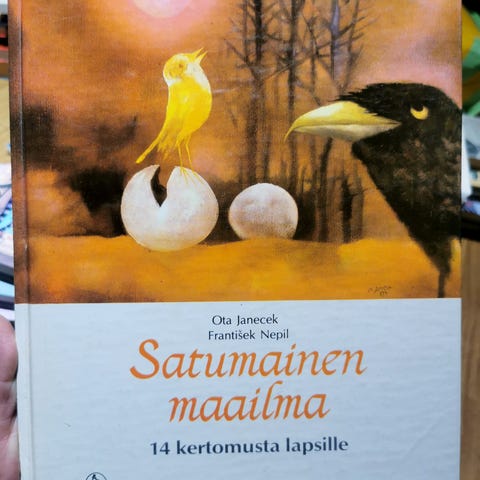 Ota Janecek
František Nepil
Satumainen
maailma
14 kertomusta lapsille